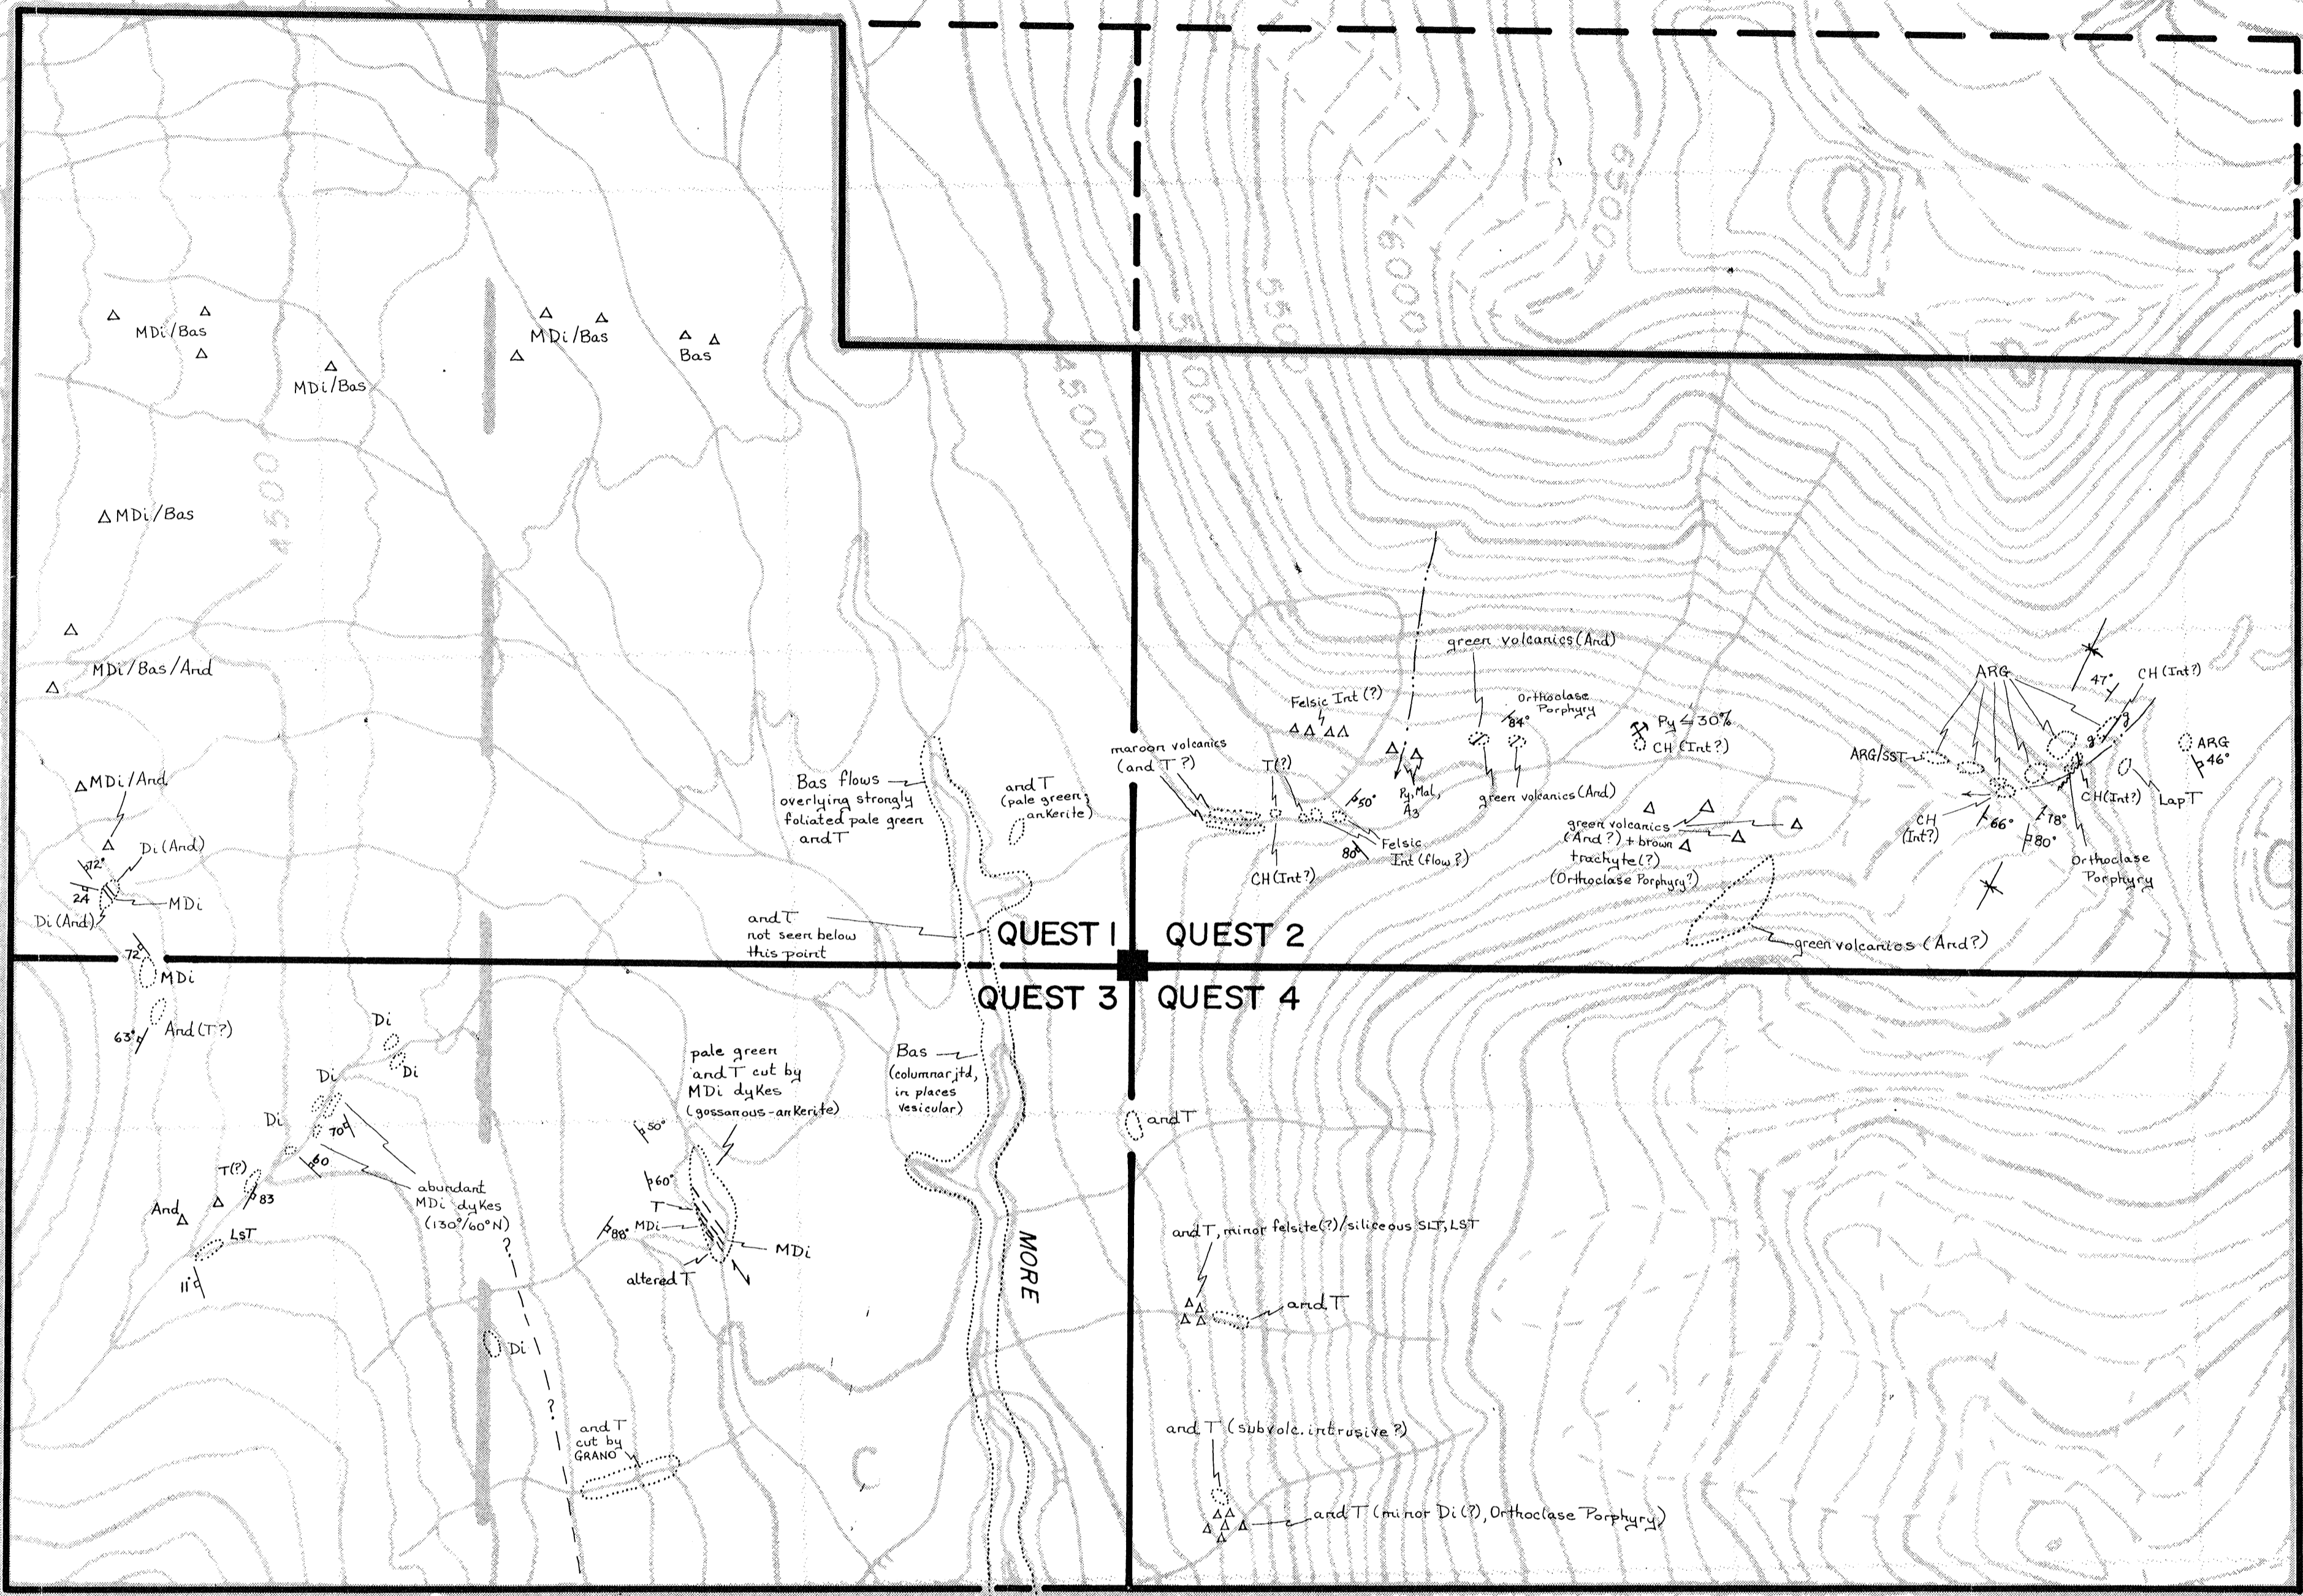 6500
6000
5500
5000
4500
4500
MDi/Bas
MDi/Bas
MDi/Bas
Bas
MDi/Bas
MDi/Bas/And
MDi/And
72°
Di (And)
24
MDi
Di (And)
72
Bas flows
overlying strongly
foliated pale green
and T
and T
(pale green;
ankerite)
and T
not seen below
this point
QUEST 1
QUEST 2
QUEST 3
QUEST 4
green volcanics (And)
Felsic Int (?)
Orthoclase
Porphyry
84°
Py ≤ 30%
CH (Int?)
maroon volcanics
(and T ?)
T(?)
50°
Py, Mal,
Az
green volcanics (And)
CH (Int?)
80
Felsic
Int (flow?)
green volcanics
(And?) + brown
trachyte (?)
(Orthoclase Porphyry?)
green volcanics (And?)
ARG
47°
CH (Int?)
ARG/SST
g
g
ARG
46°
CH (Int?)
Lap T
CH
(Int?)
66°
78°
80°
Orthoclase
Porphyry
MDi
63°
And (T?)
Di
Di
Di
Di
70°
60
T(?)
83
And
LsT
11°
abundant
MDi dykes
(130°/60°N)
?
?
Di
pale green
and T cut by
MDi dykes
(gossanous-ankerite)
50°
60°
T
MDi
88°
MDi
altered T
Bas
(columnar jtd,
in places
vesicular)
MORE
and T
cut by
GRANO
C
and T
and T, minor felsite (?)/siliceous SLT, LST
and T
and T (subvolc. intrusive?)
and T (minor Di (?), Orthoclase Porphyry)